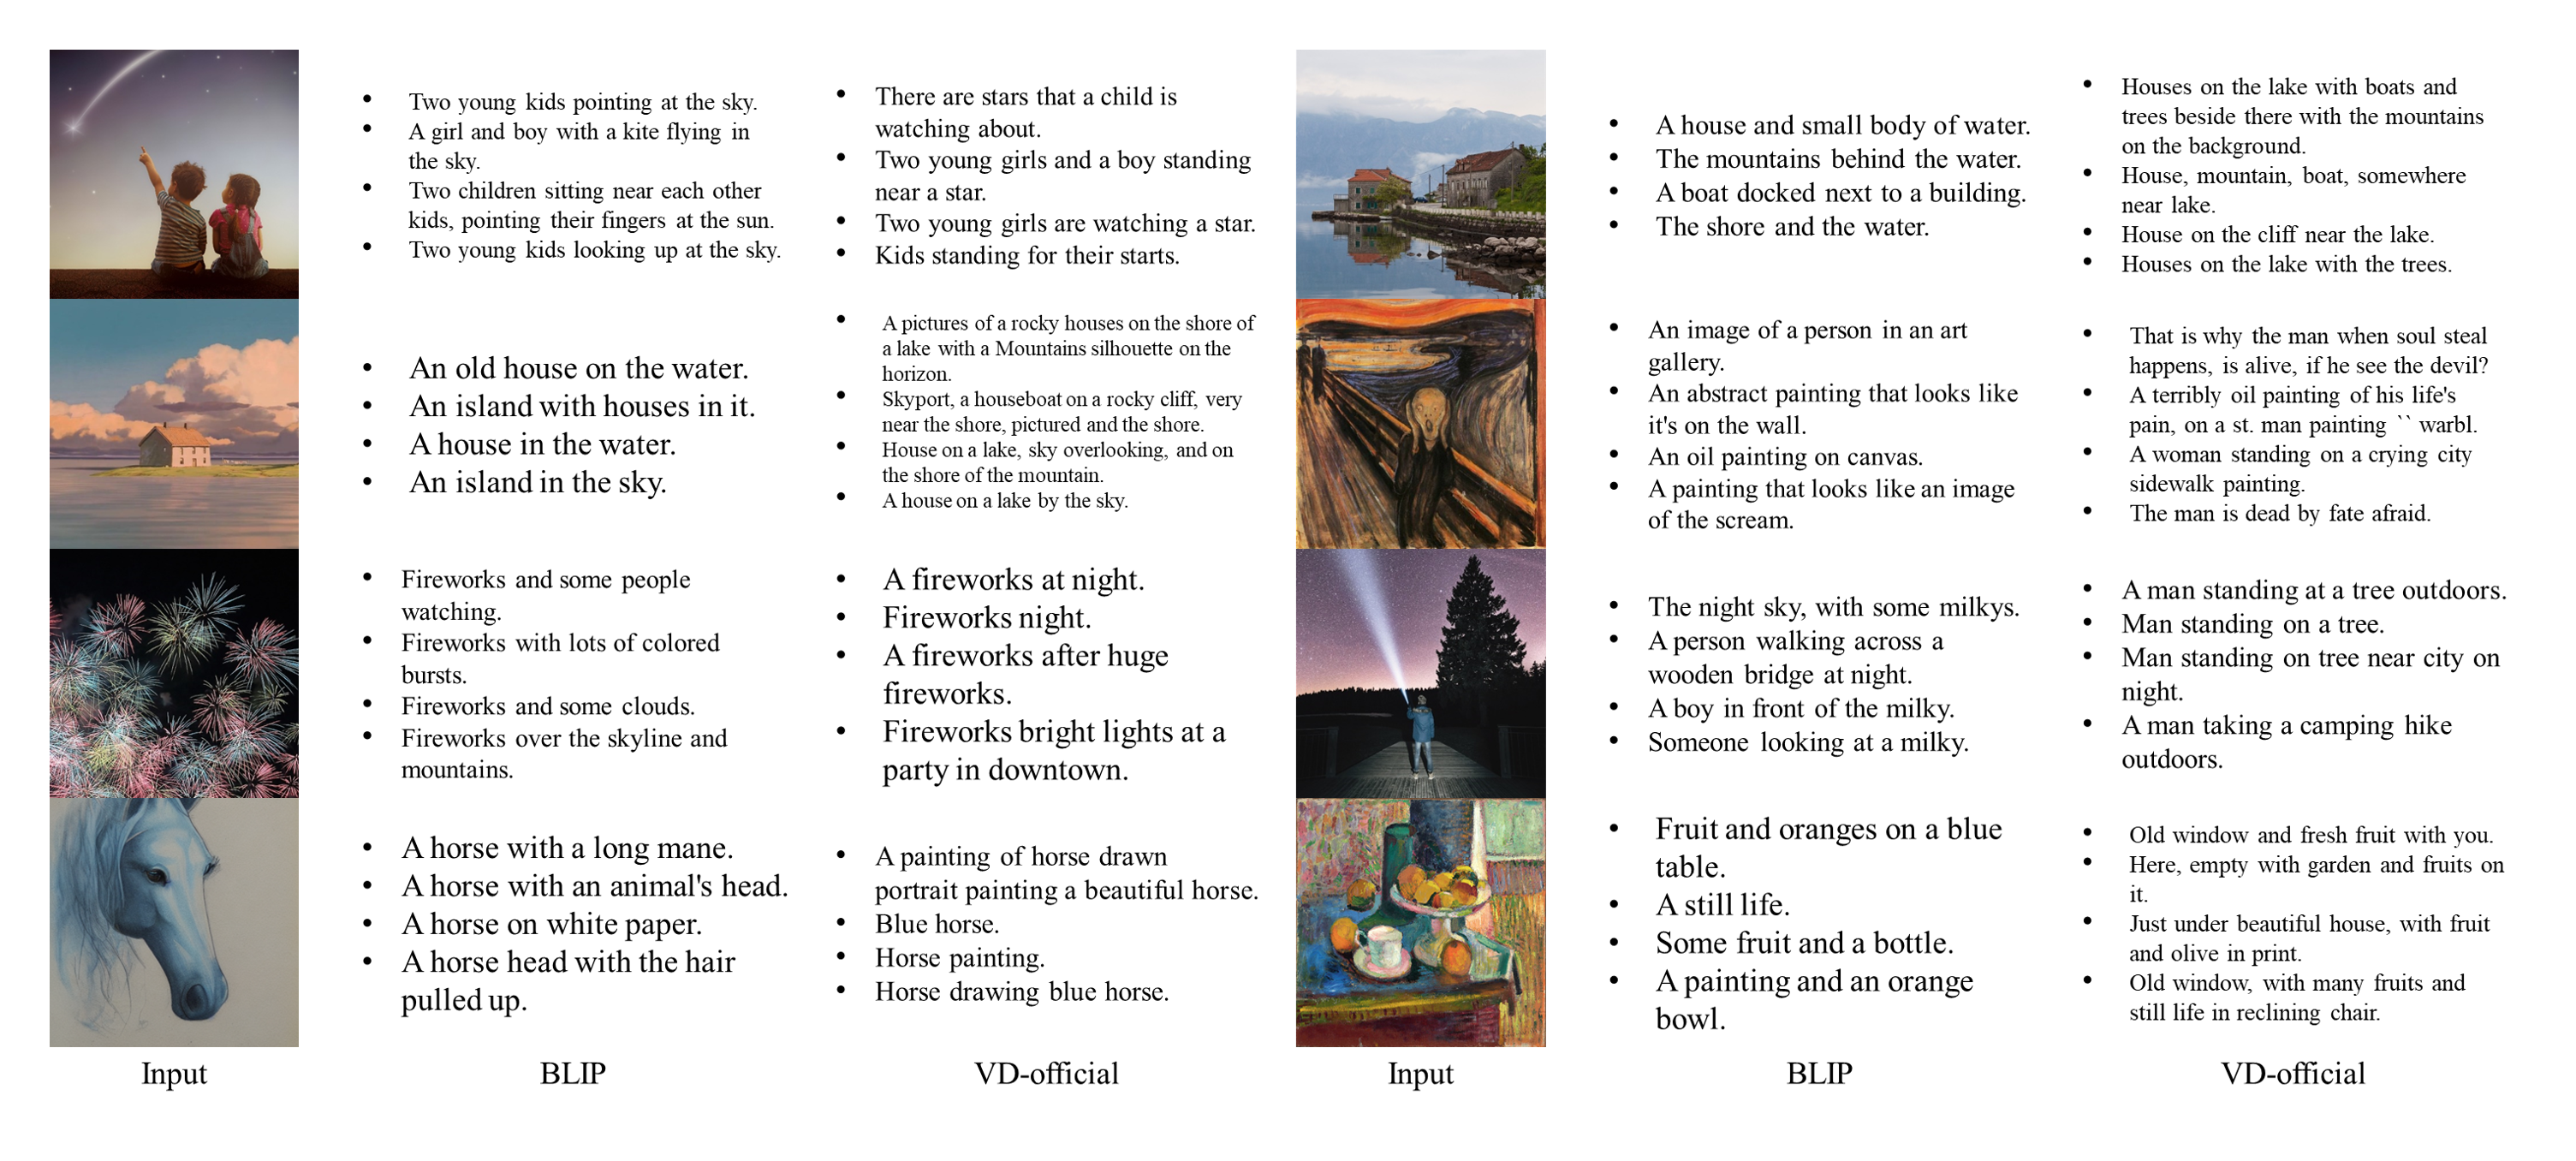 • Two young kids pointing at the sky.
• A girl and boy with a kite flying in
the sky.
• Two children sitting near each other
kids, pointing their fingers at the sun.
• Two young kids looking up at the sky.
• There are stars that a child is
watching about.
• Two young girls and a boy standing
near a star.
• Two young girls are watching a star.
• Kids standing for their starts.
• A house and small body of water.
• The mountains behind the water.
• A boat docked next to a building.
• The shore and the water.
• Houses on the lake with boats and
trees beside there with the mountains
on the background.
• House, mountain, boat, somewhere
near lake.
• House on the cliff near the lake.
• Houses on the lake with the trees.
• An old house on the water.
• An island with houses in it.
• A house in the water.
• An island in the sky.
• A pictures of a rocky houses on the shore of
a lake with a Mountains silhouette on the
horizon.
• Skyport, a houseboat on a rocky cliff, very
near the shore, pictured and the shore.
• House on a lake, sky overlooking, and on
the shore of the mountain.
• A house on a lake by the sky.
• An image of a person in an art
gallery.
• An abstract painting that looks like
it's on the wall.
• An oil painting on canvas.
• A painting that looks like an image
of the scream.
• That is why the man when soul steal
happens, is alive, if he see the devil?
• A terribly oil painting of his life's
pain, on a st. man painting `` warbl.
• A woman standing on a crying city
sidewalk painting.
• The man is dead by fate afraid.
• Fireworks and some people
watching.
• Fireworks with lots of colored
bursts.
• Fireworks and some clouds.
• Fireworks over the skyline and
mountains.
• A fireworks at night.
• Fireworks night.
• A fireworks after huge
fireworks.
• Fireworks bright lights at a
party in downtown.
• The night sky, with some milkys.
• A person walking across a
wooden bridge at night.
• A boy in front of the milky.
• Someone looking at a milky.
• A man standing at a tree outdoors.
• Man standing on a tree.
• Man standing on tree near city on
night.
• A man taking a camping hike
outdoors.
• A horse with a long mane.
• A horse with an animal's head.
• A horse on white paper.
• A horse head with the hair
pulled up.
• A painting of horse drawn
portrait painting a beautiful horse.
• Blue horse.
• Horse painting.
• Horse drawing blue horse.
• Fruit and oranges on a blue
table.
• A still life.
• Some fruit and a bottle.
• A painting and an orange
bowl.
• Old window and fresh fruit with you.
• Here, empty with garden and fruits on
it.
• Just under beautiful house, with fruit
and olive in print.
• Old window, with many fruits and
still life in reclining chair.
Input
BLIP
VD-official
Input
BLIP
VD-official